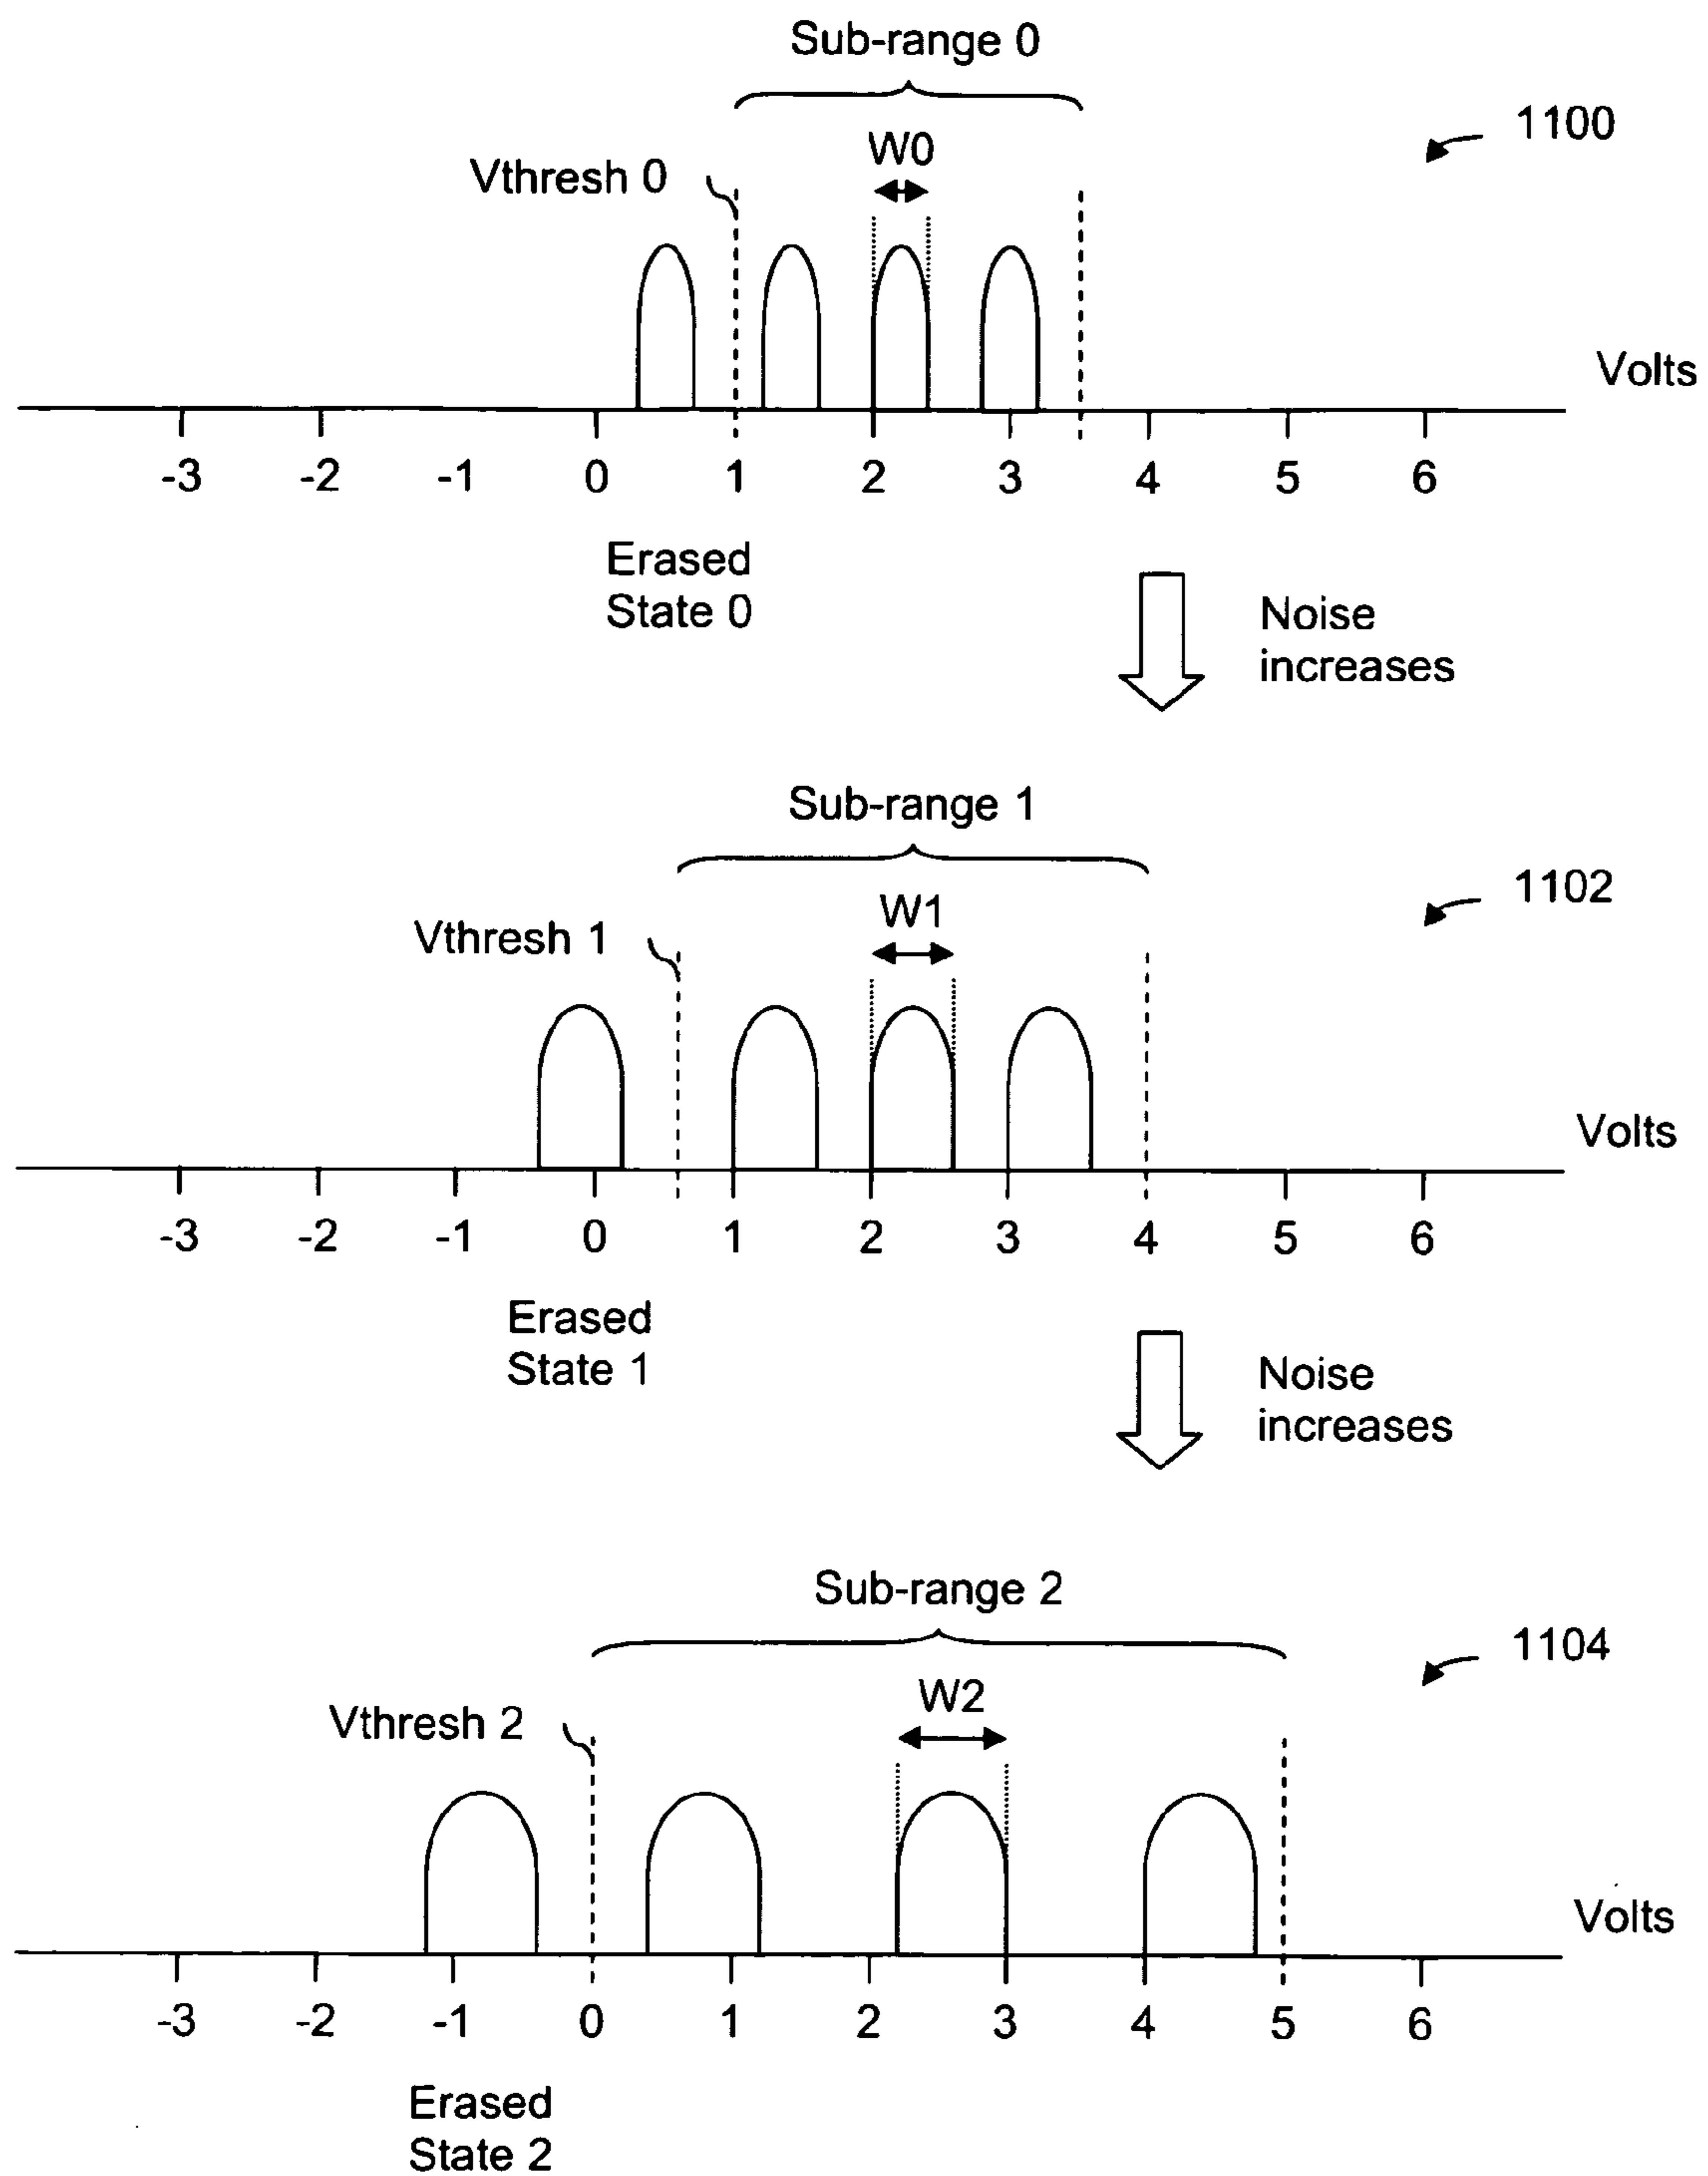 Sub-range 0
1100
W0
Vthresh 0
Volts
-3 -2 -1 0 1 2 3 4 5 6
Erased
State 0
Noise
increases
Sub-range 1
1102
W1
Vthresh 1
Volts
-3 -2 -1 0 1 2 3 4 5 6
Erased
State 1
Noise
increases
Sub-range 2
1104
W2
Vthresh 2
Volts
-3 -2 -1 0 1 2 3 4 5 6
Erased
State 2